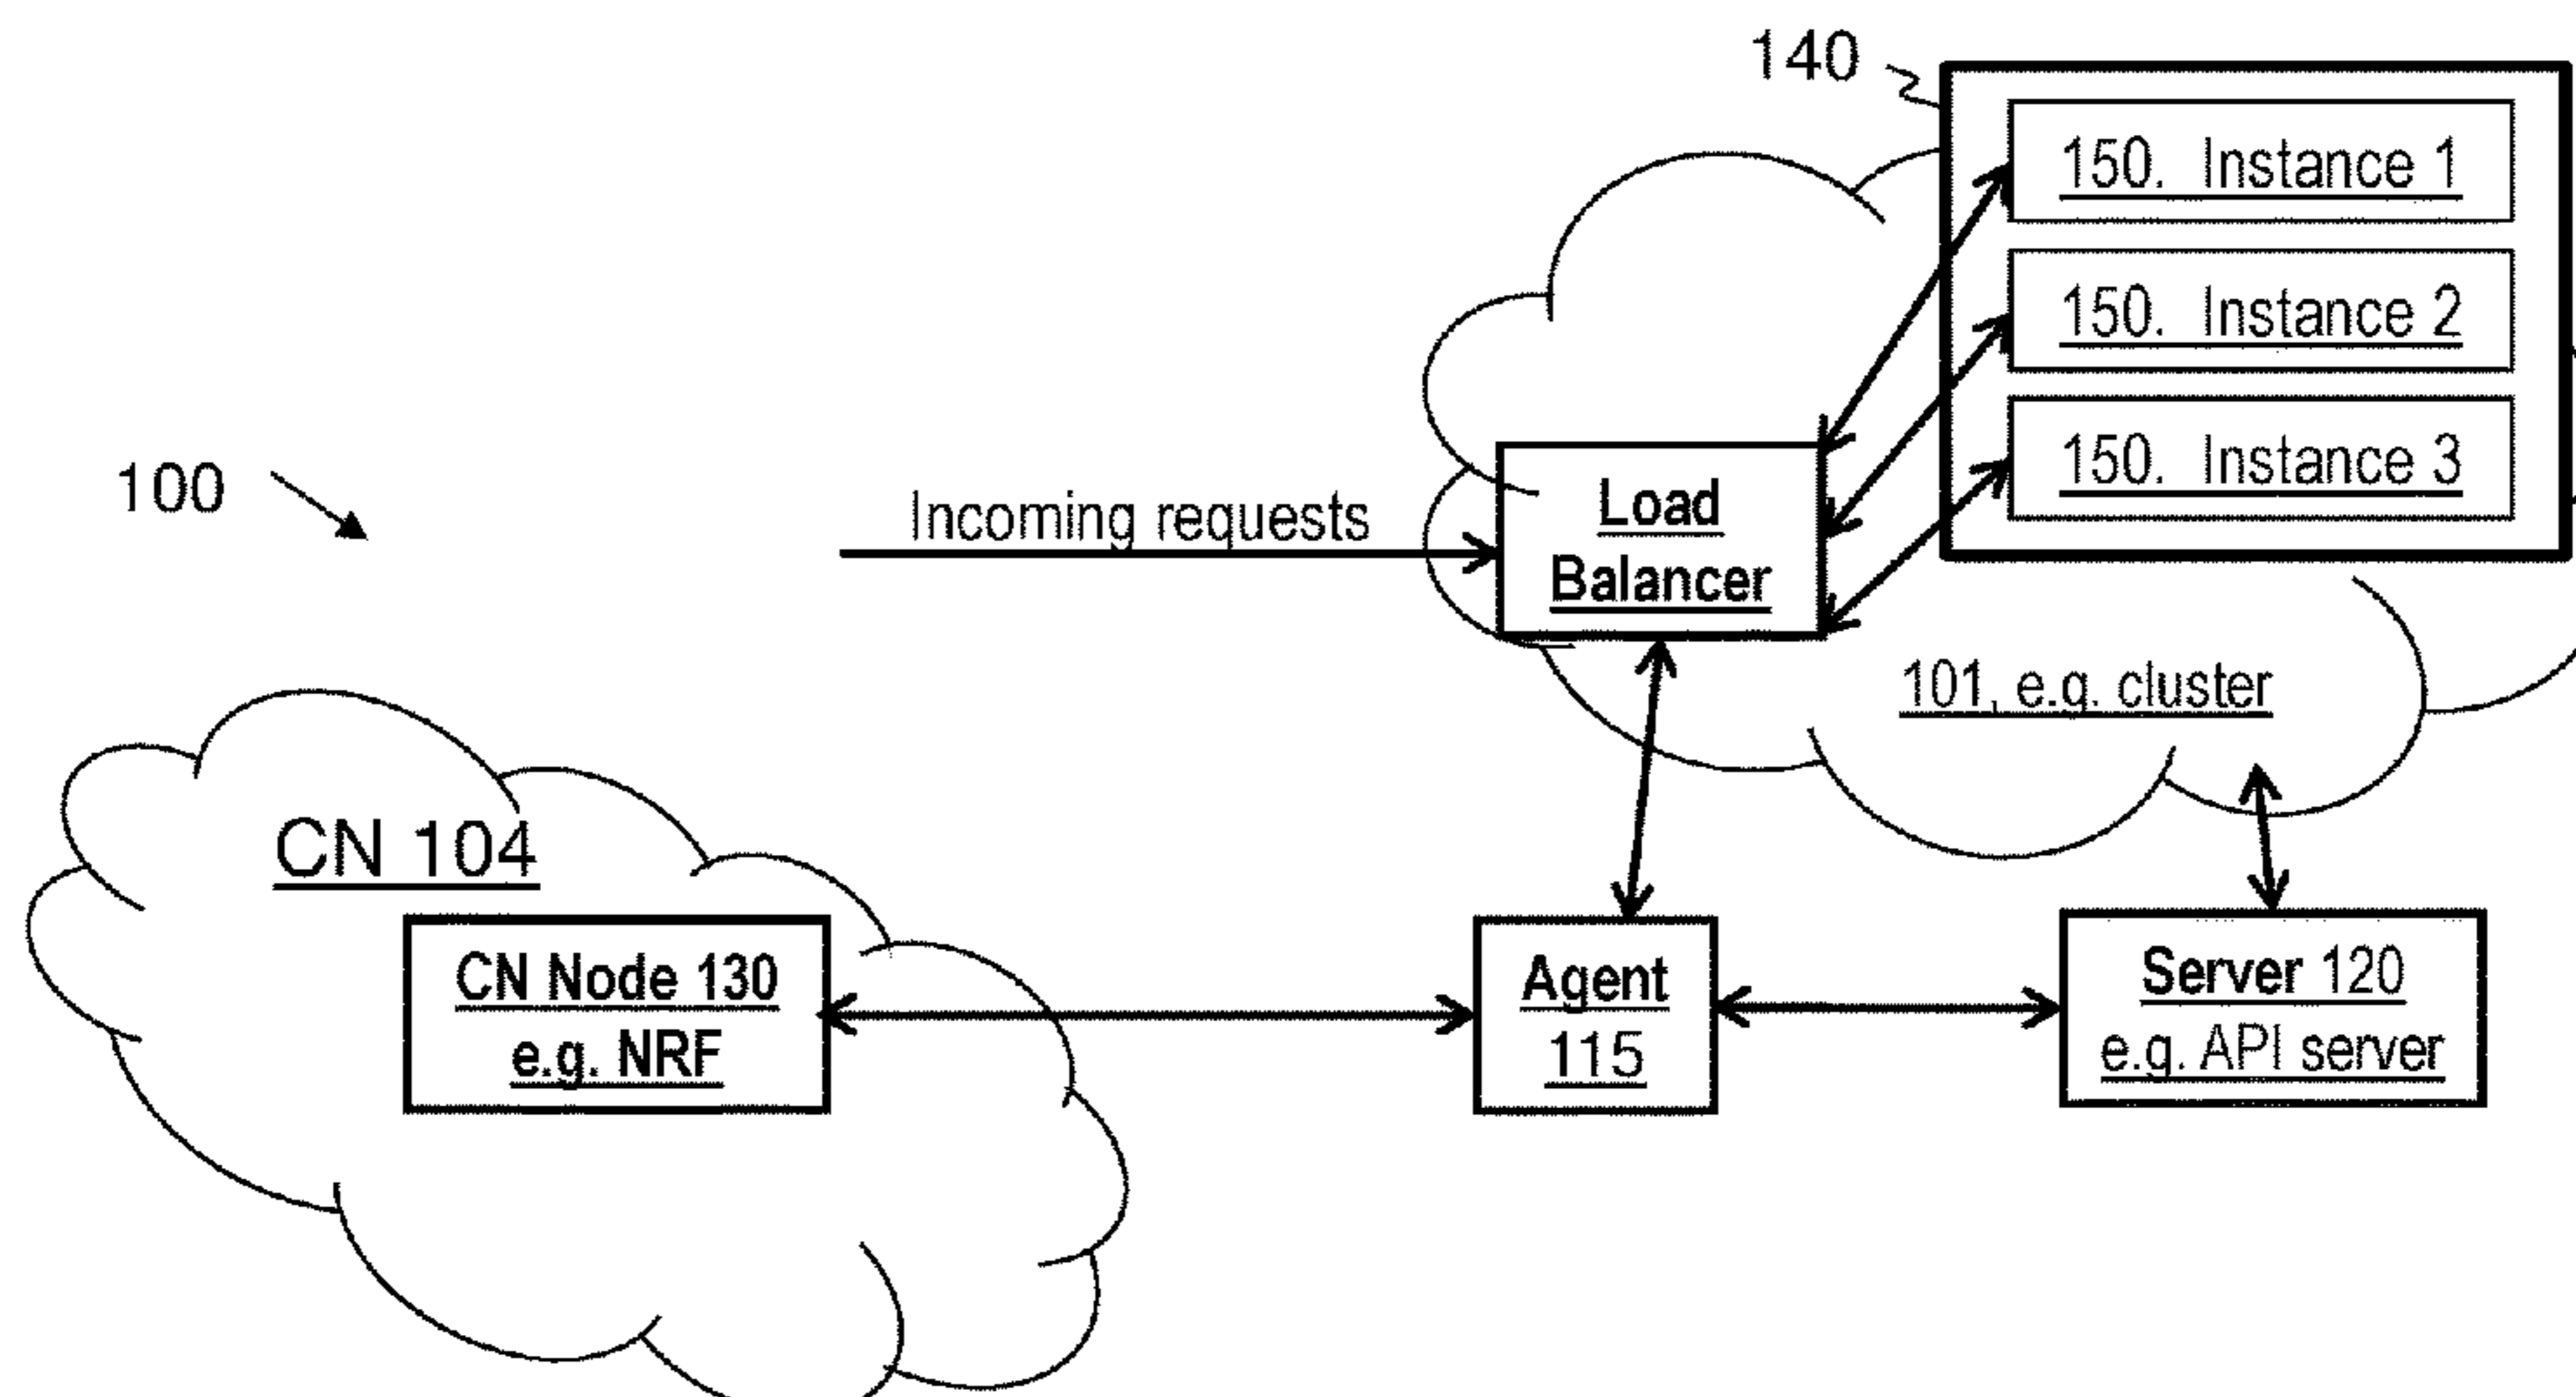 140
150. Instance 1
150. Instance 2
150. Instance 3
100
Incoming requests
Load
Balancer
101, e.g. cluster
CN 104
CN Node 130
e.g. NRF
Agent
115
Server 120
e.g. API server